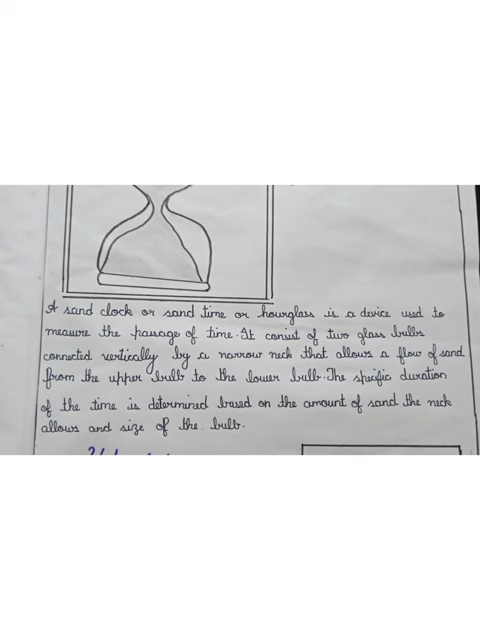 A sand clock or sand time or hourglass is a device used to
measure the passage of time. It consist of two glass bulbs
connected vertically by a narrow neck that allows a flow of sand
from the upper bulb to the lower bulb. The specific duration
of the time is determined based on the amount of sand the neck
allows and size of the bulb.